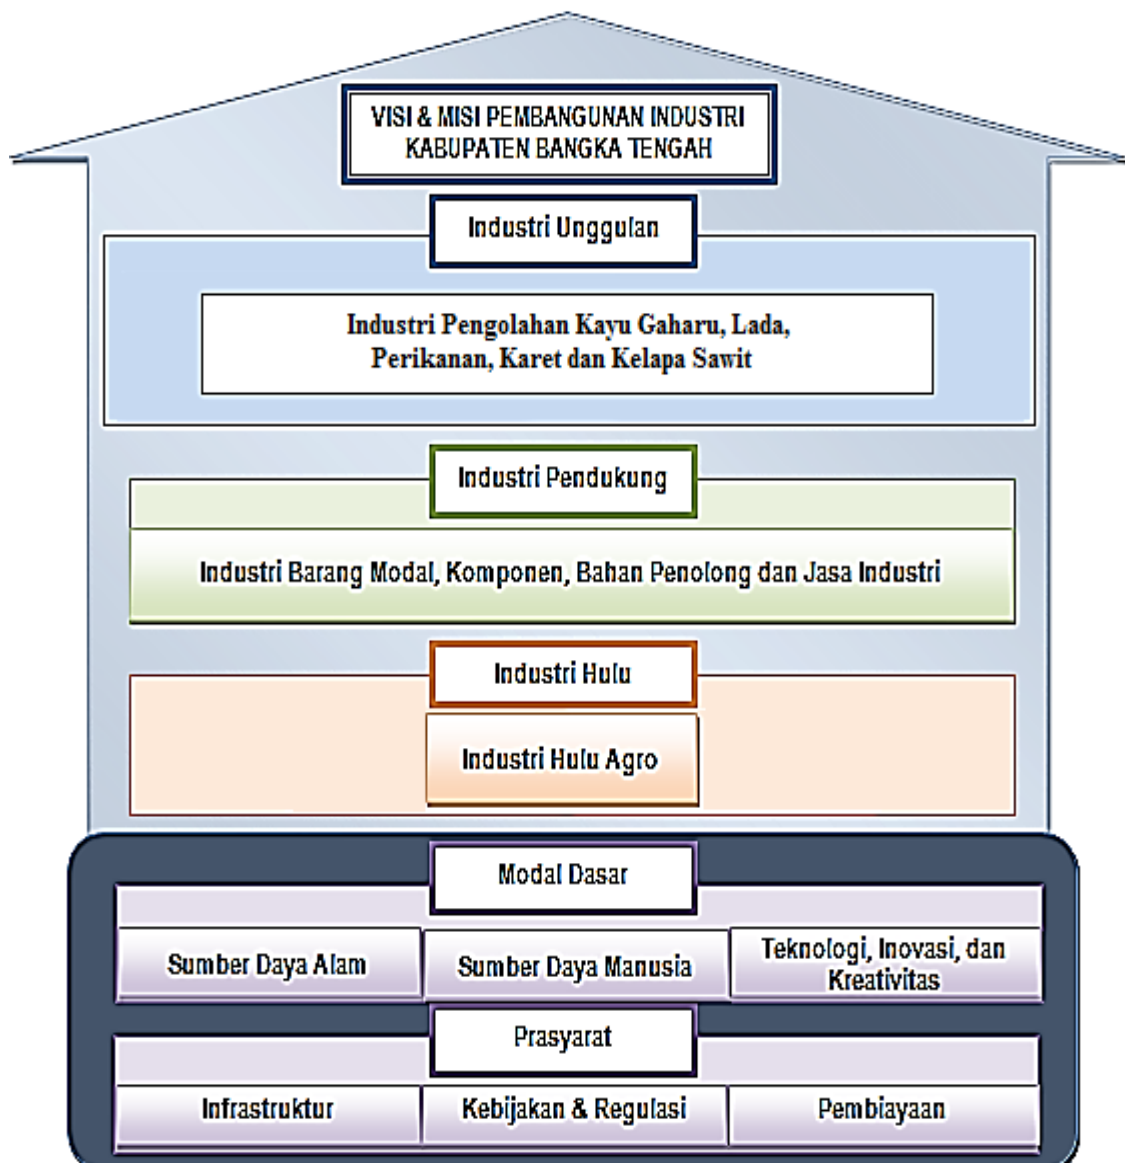 VISI & MISI PEMBANGUNAN INDUSTRI
KABUPATEN BANGKA TENGAH
Industri Unggulan
Industri Pengolahan Kayu Gaharu, Lada,
Perikanan, Karet dan Kelapa Sawit
Industri Pendukung
Industri Barang Modal, Komponen, Bahan Penolong dan Jasa Industri
Industri Hulu
Industri Hulu Agro
Modal Dasar
Sumber Daya Alam
Sumber Daya Manusia
Teknologi, Inovasi, dan
Kreativitas
Prasyarat
Infrastruktur
Kebijakan & Regulasi
Pembiayaan